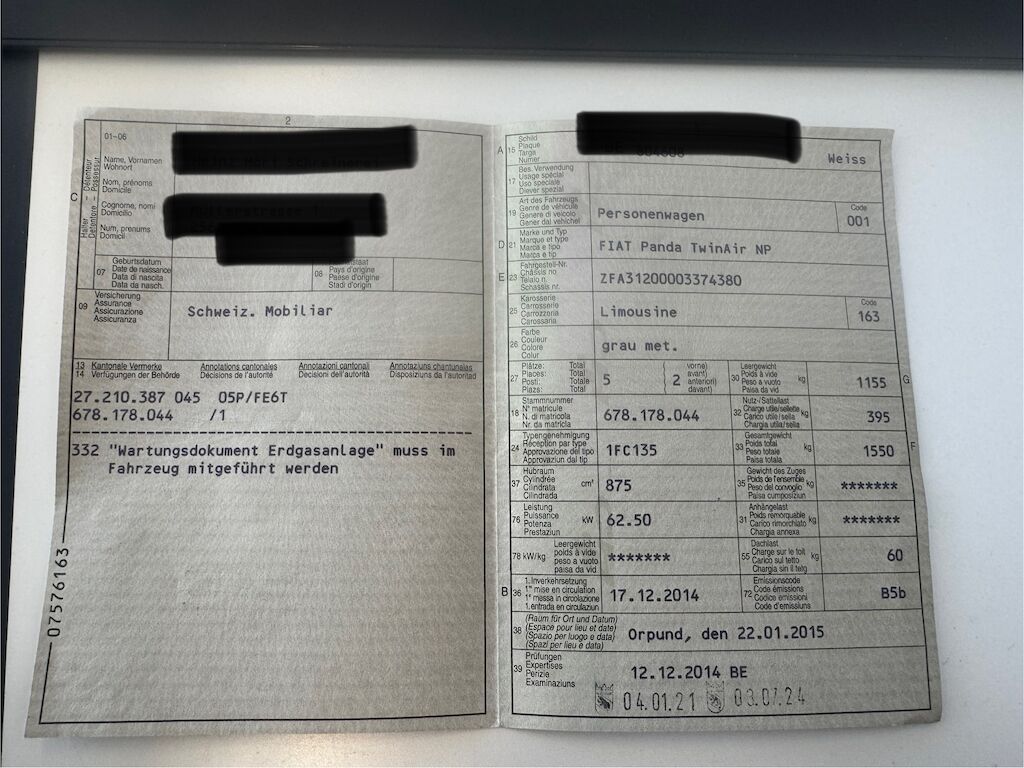 2
01-06
C
Halter – Détenteur
Detentore – Possessur
Name, Vornamen
Wohnort
Nom, prénoms
Domicile
Cognome, nomi
Domicilio
Num, prenums
Domicil
07
Geburtsdatum
Date de naissance
Data di nascita
Data da nasch.
08
Pays d'origine
Paese d'origine
Stadi d'origin
09
Versicherung
Assurance
Assicurazione
Assicuranza
Schweiz. Mobiliar
13 Kantonale Vermerke Annotations cantonales Annotazioni cantonali Annotaziuns chantunalas
14 Verfügungen der Behörde Décisions de l'autorité Decisioni dell'autorità Disposiziuns da l'autoritad
27.210.387 045 05P/FE6T
678.178.044 /1
332 "Wartungsdokument Erdgasanlage" muss im
Fahrzeug mitgeführt werden
07576163
A 15
Schild
Plaque
Targa
Numer
Weiss
17
Bes. Verwendung
Usage spécial
Uso speciale
Diever spezial
19
Art des Fahrzeugs
Genre de véhicule
Genere di veicolo
Gener dal vehichel
Personenwagen
Code
001
D 21
Marke und Typ
Marque et type
Marca e tipo
Marca e tip
FIAT Panda TwinAir NP
E 23
Fahrgestell-Nr.
Châssis no
Telaio n.
Schassis nr.
ZFA31200003374380
25
Karosserie
Carrosserie
Carrozzeria
Carossaria
Limousine
Code
163
26
Farbe
Couleur
Colore
Colur
grau met.
27
Plätze: Total
Places: Total
Posti: Totale
Plazs: Total
5
vorne)
avant)
anteriori)
davant)
2
30
Leergewicht
Poids à vide
Peso a vuoto
Paisa da vid
kg
1155
G
18
Stammnummer
N° matricule
N. di matricola
Nr. da matricla
678.178.044
32
Nutz-/Sattellast
Charge utile/sellette
Carico utile/sella
Chargia utila/sella
kg
395
24
Typengenehmigung
Réception par type
Approvazione del tipo
Approvaziun dal tip
1FC135
33
Gesamtgewicht
Poids total
Peso totale
Paisa totala
kg
1550
F
37
Hubraum
Cylindrée
Cilindrata
Cilindrada
cm³
875
35
Gewicht des Zuges
Poids de l'ensemble
Peso del convoglio
Paisa cumposiziun
kg
*******
76
Leistung
Puissance
Potenza
Prestaziun
kW
62.50
31
Anhängelast
Poids remorquable
Carico rimorchiato
Chargia annexa
kg
*******
78 kW/kg
Leergewicht
poids à vide
peso a vuoto
paisa da vid
*******
55
Dachlast
Charge sur le toit
Carico sul tetto
Chargia sin il tetg
kg
60
B 36
1. Inverkehrsetzung
1re mise en circulation
1a messa in circolazione
1. entrada en circulaziun
17.12.2014
72
Emissionscode
Code émissions
Codice emissioni
Code d'emissiuns
B5b
38
(Raum für Ort und Datum)
(Espace pour lieu et date)
(Spazio per luogo e data)
(Spazi per lieu e data)
Orpund, den 22.01.2015
39
Prüfungen
Expertises
Perizie
Examinaziuns
12.12.2014 BE
04.01.21 03.07.24